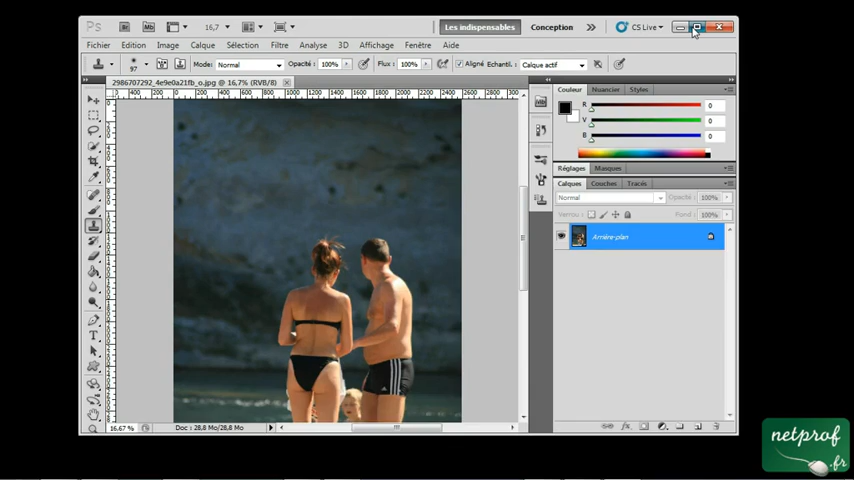 Ps Br Mb 16,7 Les indispensables Conception CS Live
Fichier Edition Image Calque Sélection Filtre Analyse 3D Affichage Fenêtre Aide
97 Mode: Normal Opacité : 100% Flux : 100% Aligné Echantil. : Calque actif
2986707292_4e9e0a21fb_o.jpg @ 16,7% (RVB/8)
Couleur Nuancier Styles
R 0
V 0
B 0
Réglages Masques
Calques Couches Tracés
Normal Opacité : 100%
Verrou : Fond : 100%
Arrière-plan
16,67 % Doc : 28,8 Mo/28,8 Mo
netprof
.fr